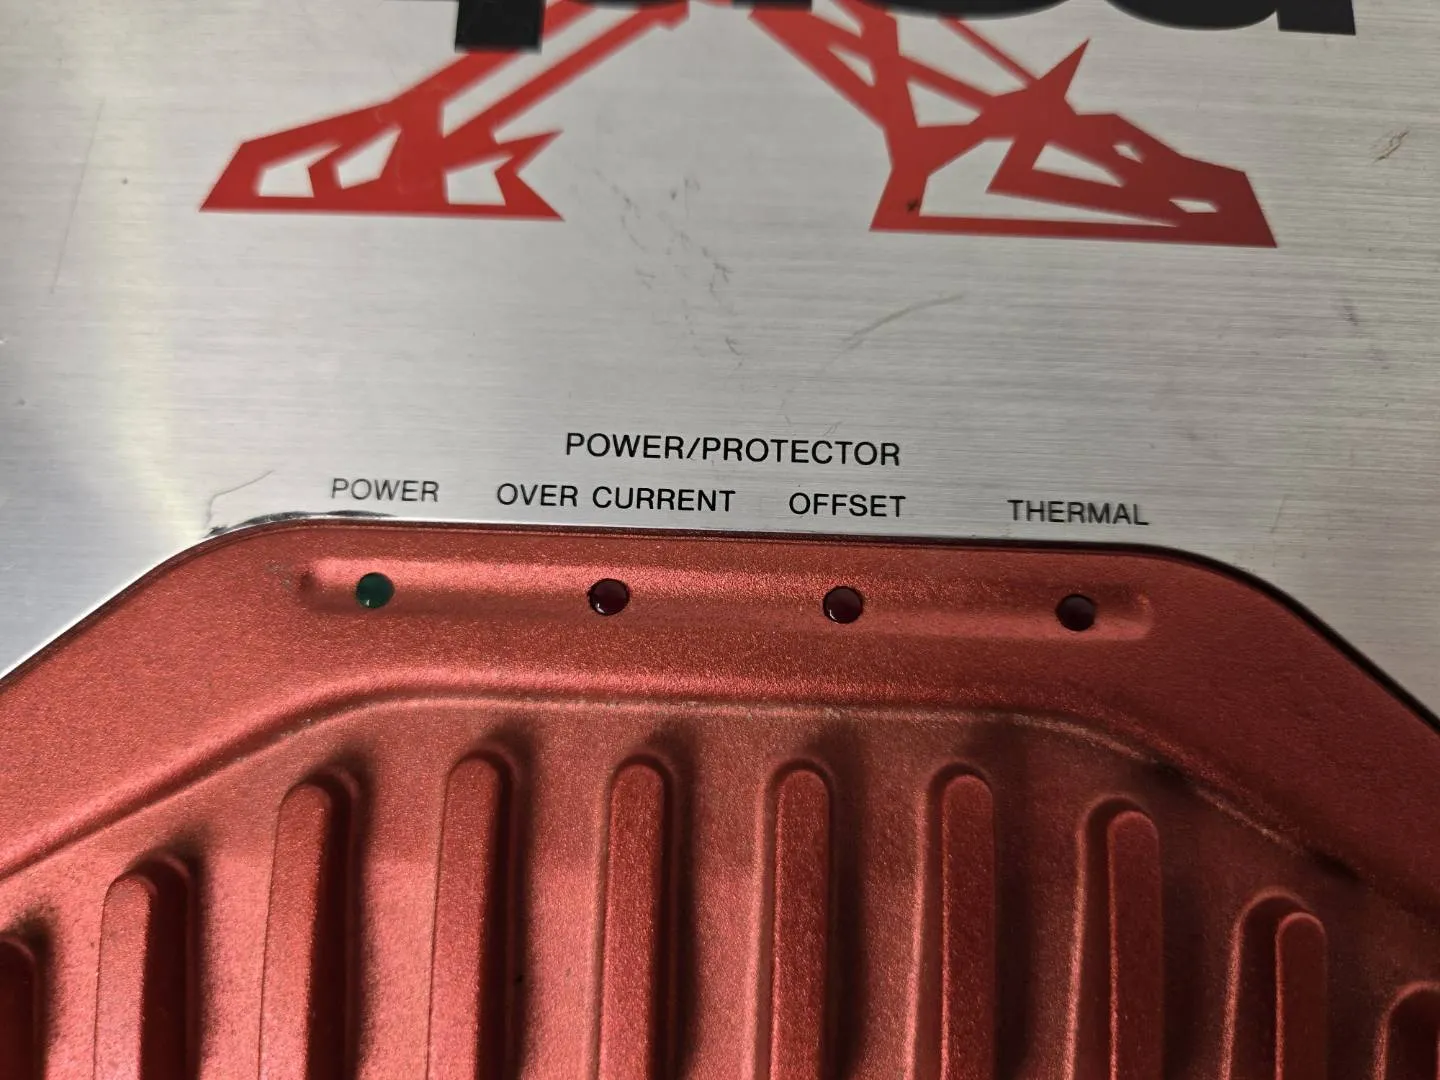 POWER/PROTECTOR
POWER OVER CURRENT OFFSET THERMAL